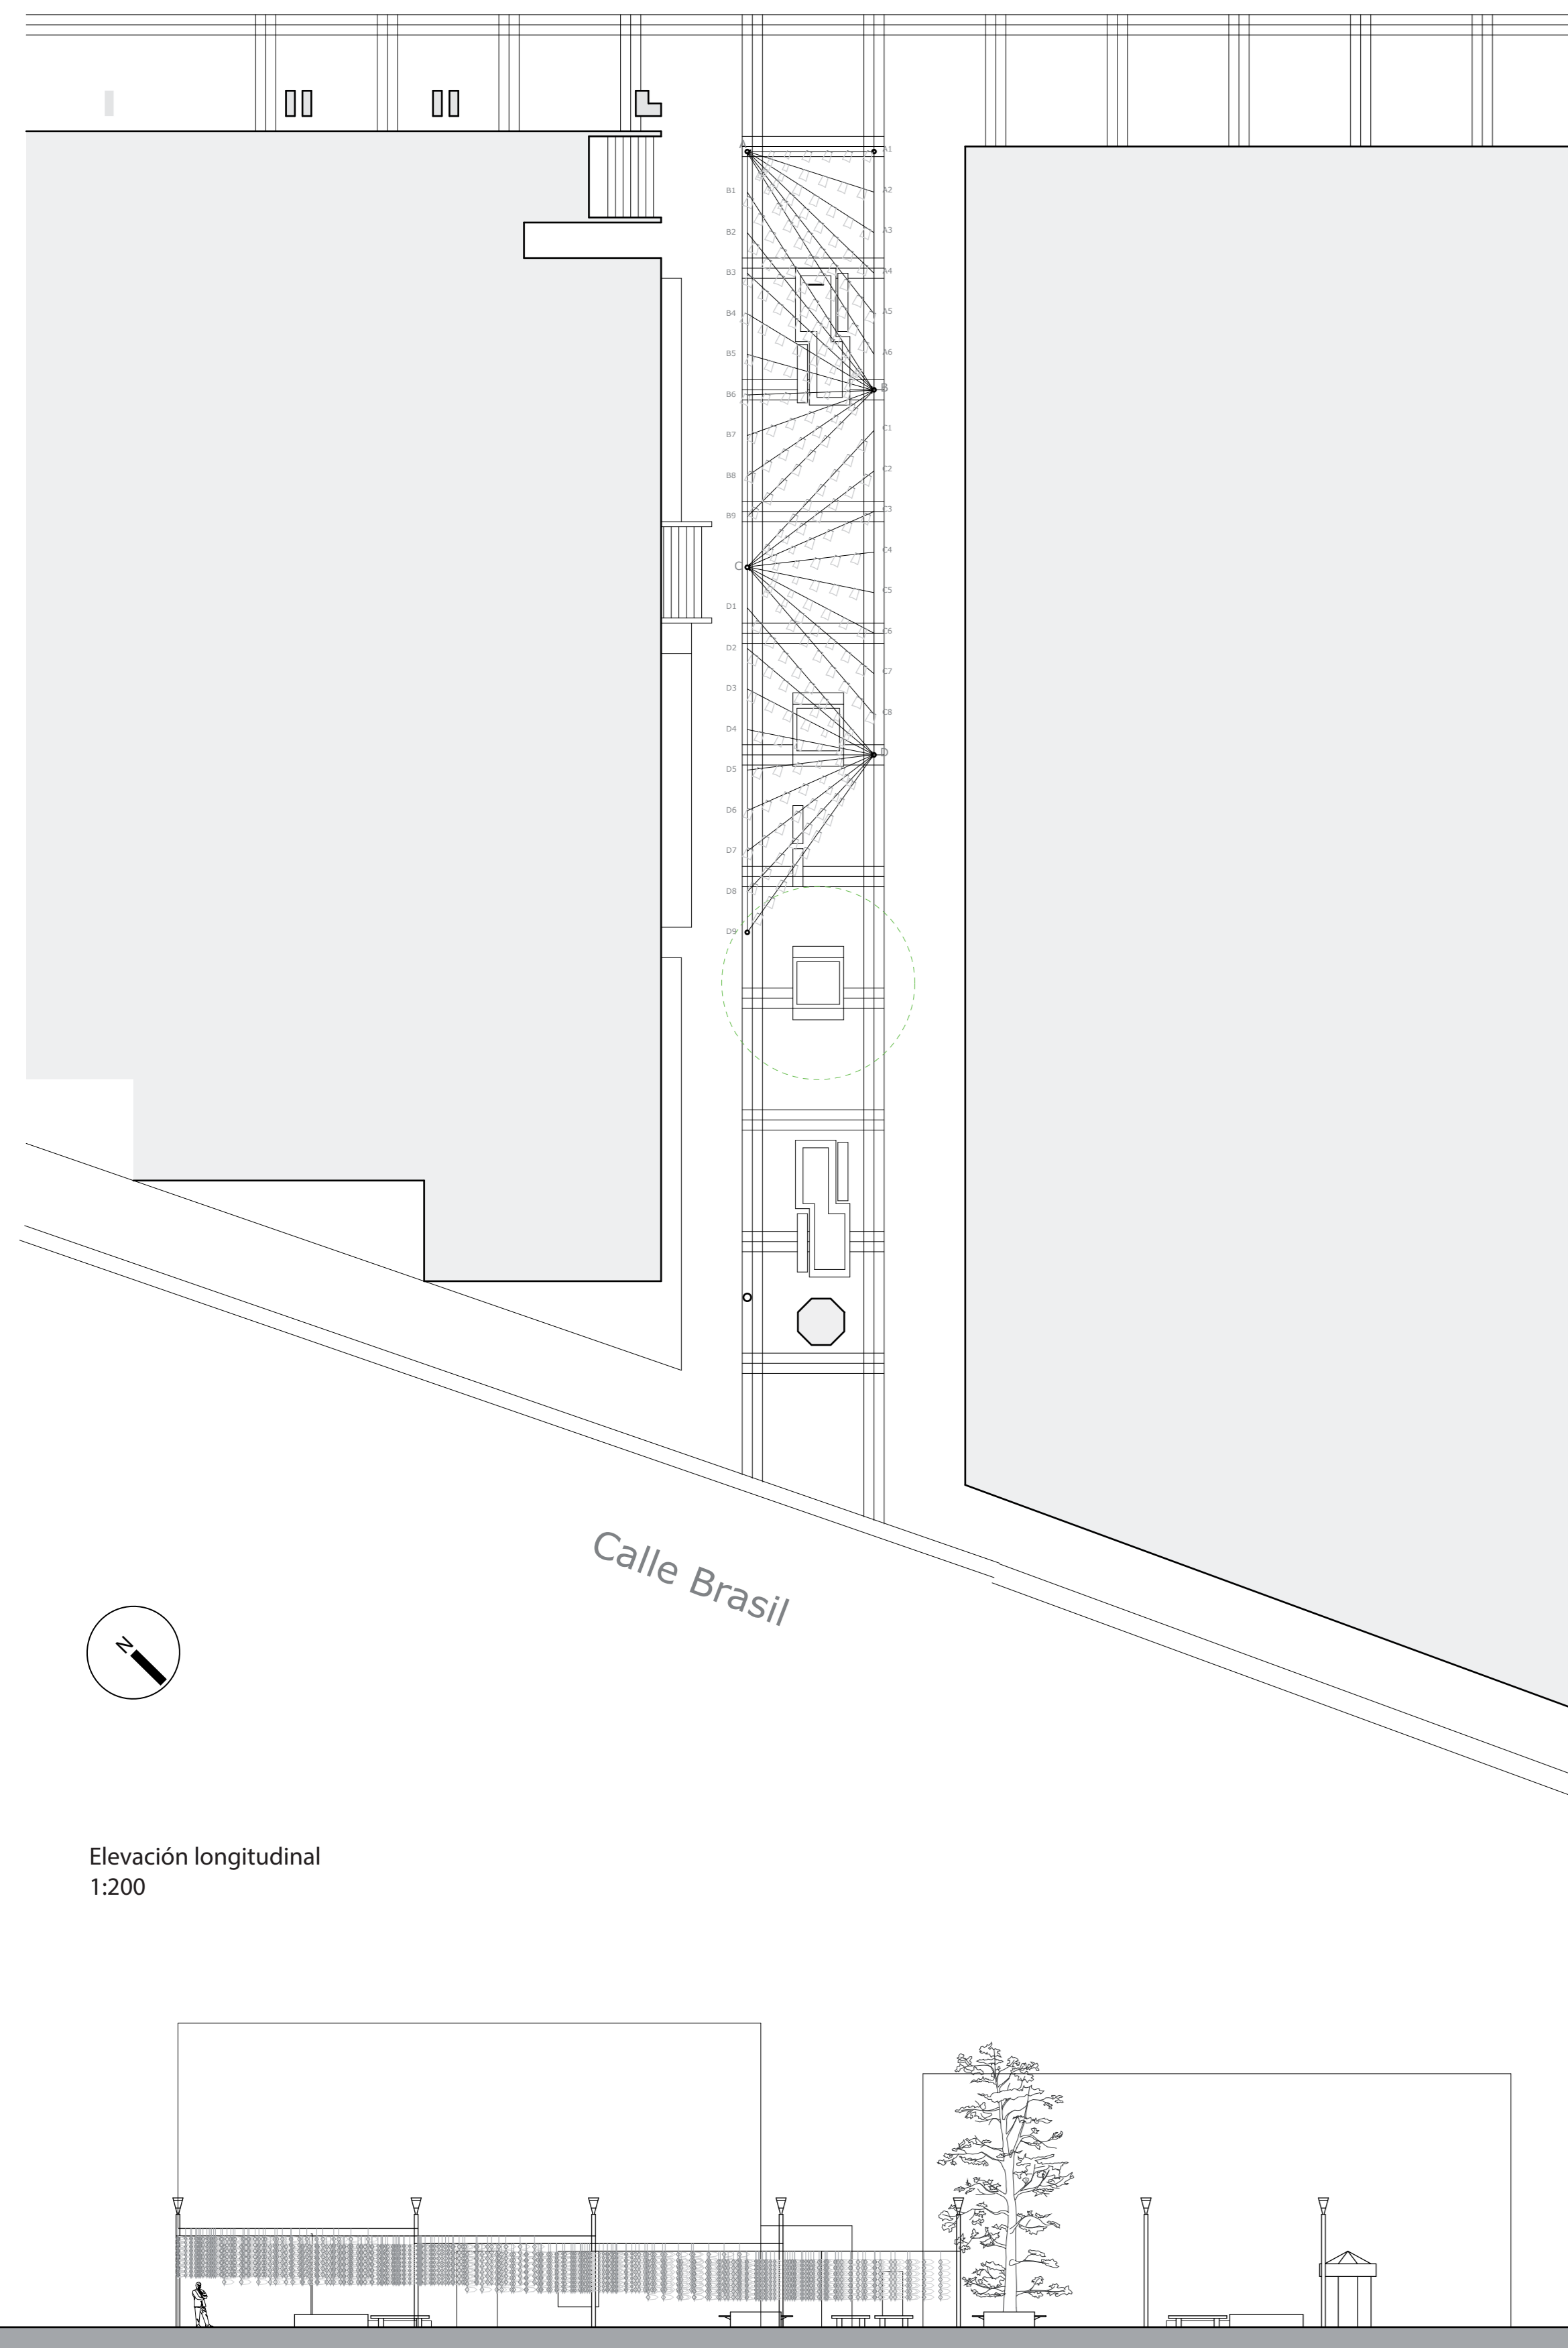 A
A1
B1
A2
B2
A3
B3
A4
B4
A5
B5
A6
B
B6
B7
C1
B8
C2
B9
C3
C4
C
C5
D1
C6
D2
C7
D3
C8
D4
D
D5
D6
D7
D8
D9
Calle Brasil
N
Elevación longitudinal
1:200